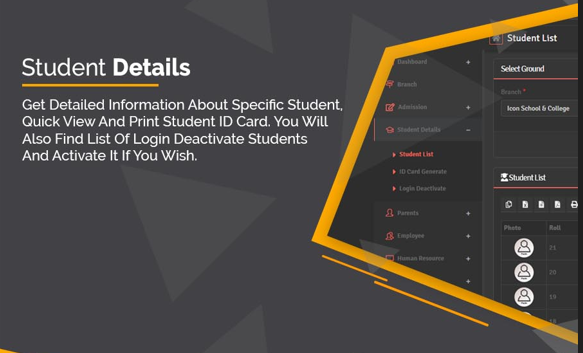 Student Details
Get Detailed Information About Specific Student,
Quick View And Print Student ID Card. You Will
Also Find List Of Login Deactivate Students
And Activate It If You Wish.
Dashboard +
Branch
Admission +
Student Details −
Student List
ID Card Generate
Login Deactivate
Parents +
Employee +
Human Resource +
+
Student List
Select Ground
Branch *
Icon School & College
Student List
Photo Roll
21
20
19
18